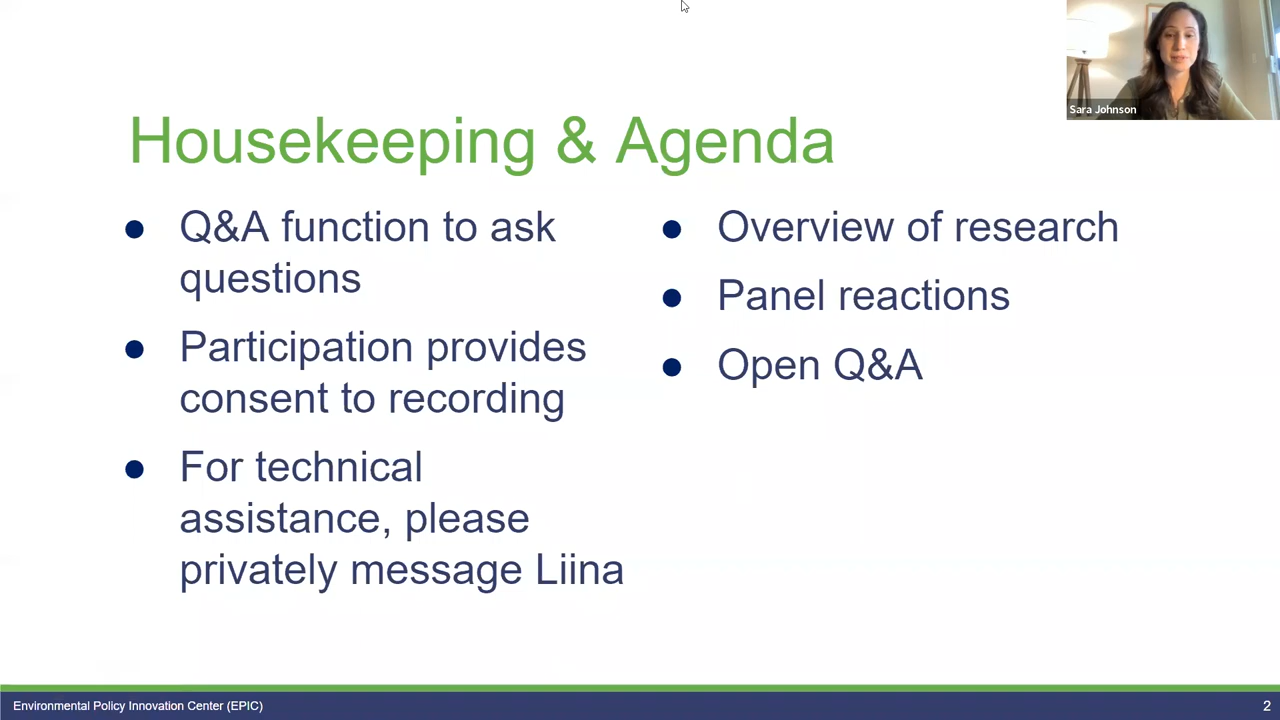 Sara Johnson
Housekeeping & Agenda
● Q&A function to ask
questions
● Participation provides
consent to recording
● For technical
assistance, please
privately message Liina
● Overview of research
● Panel reactions
● Open Q&A
Environmental Policy Innovation Center (EPIC)
2